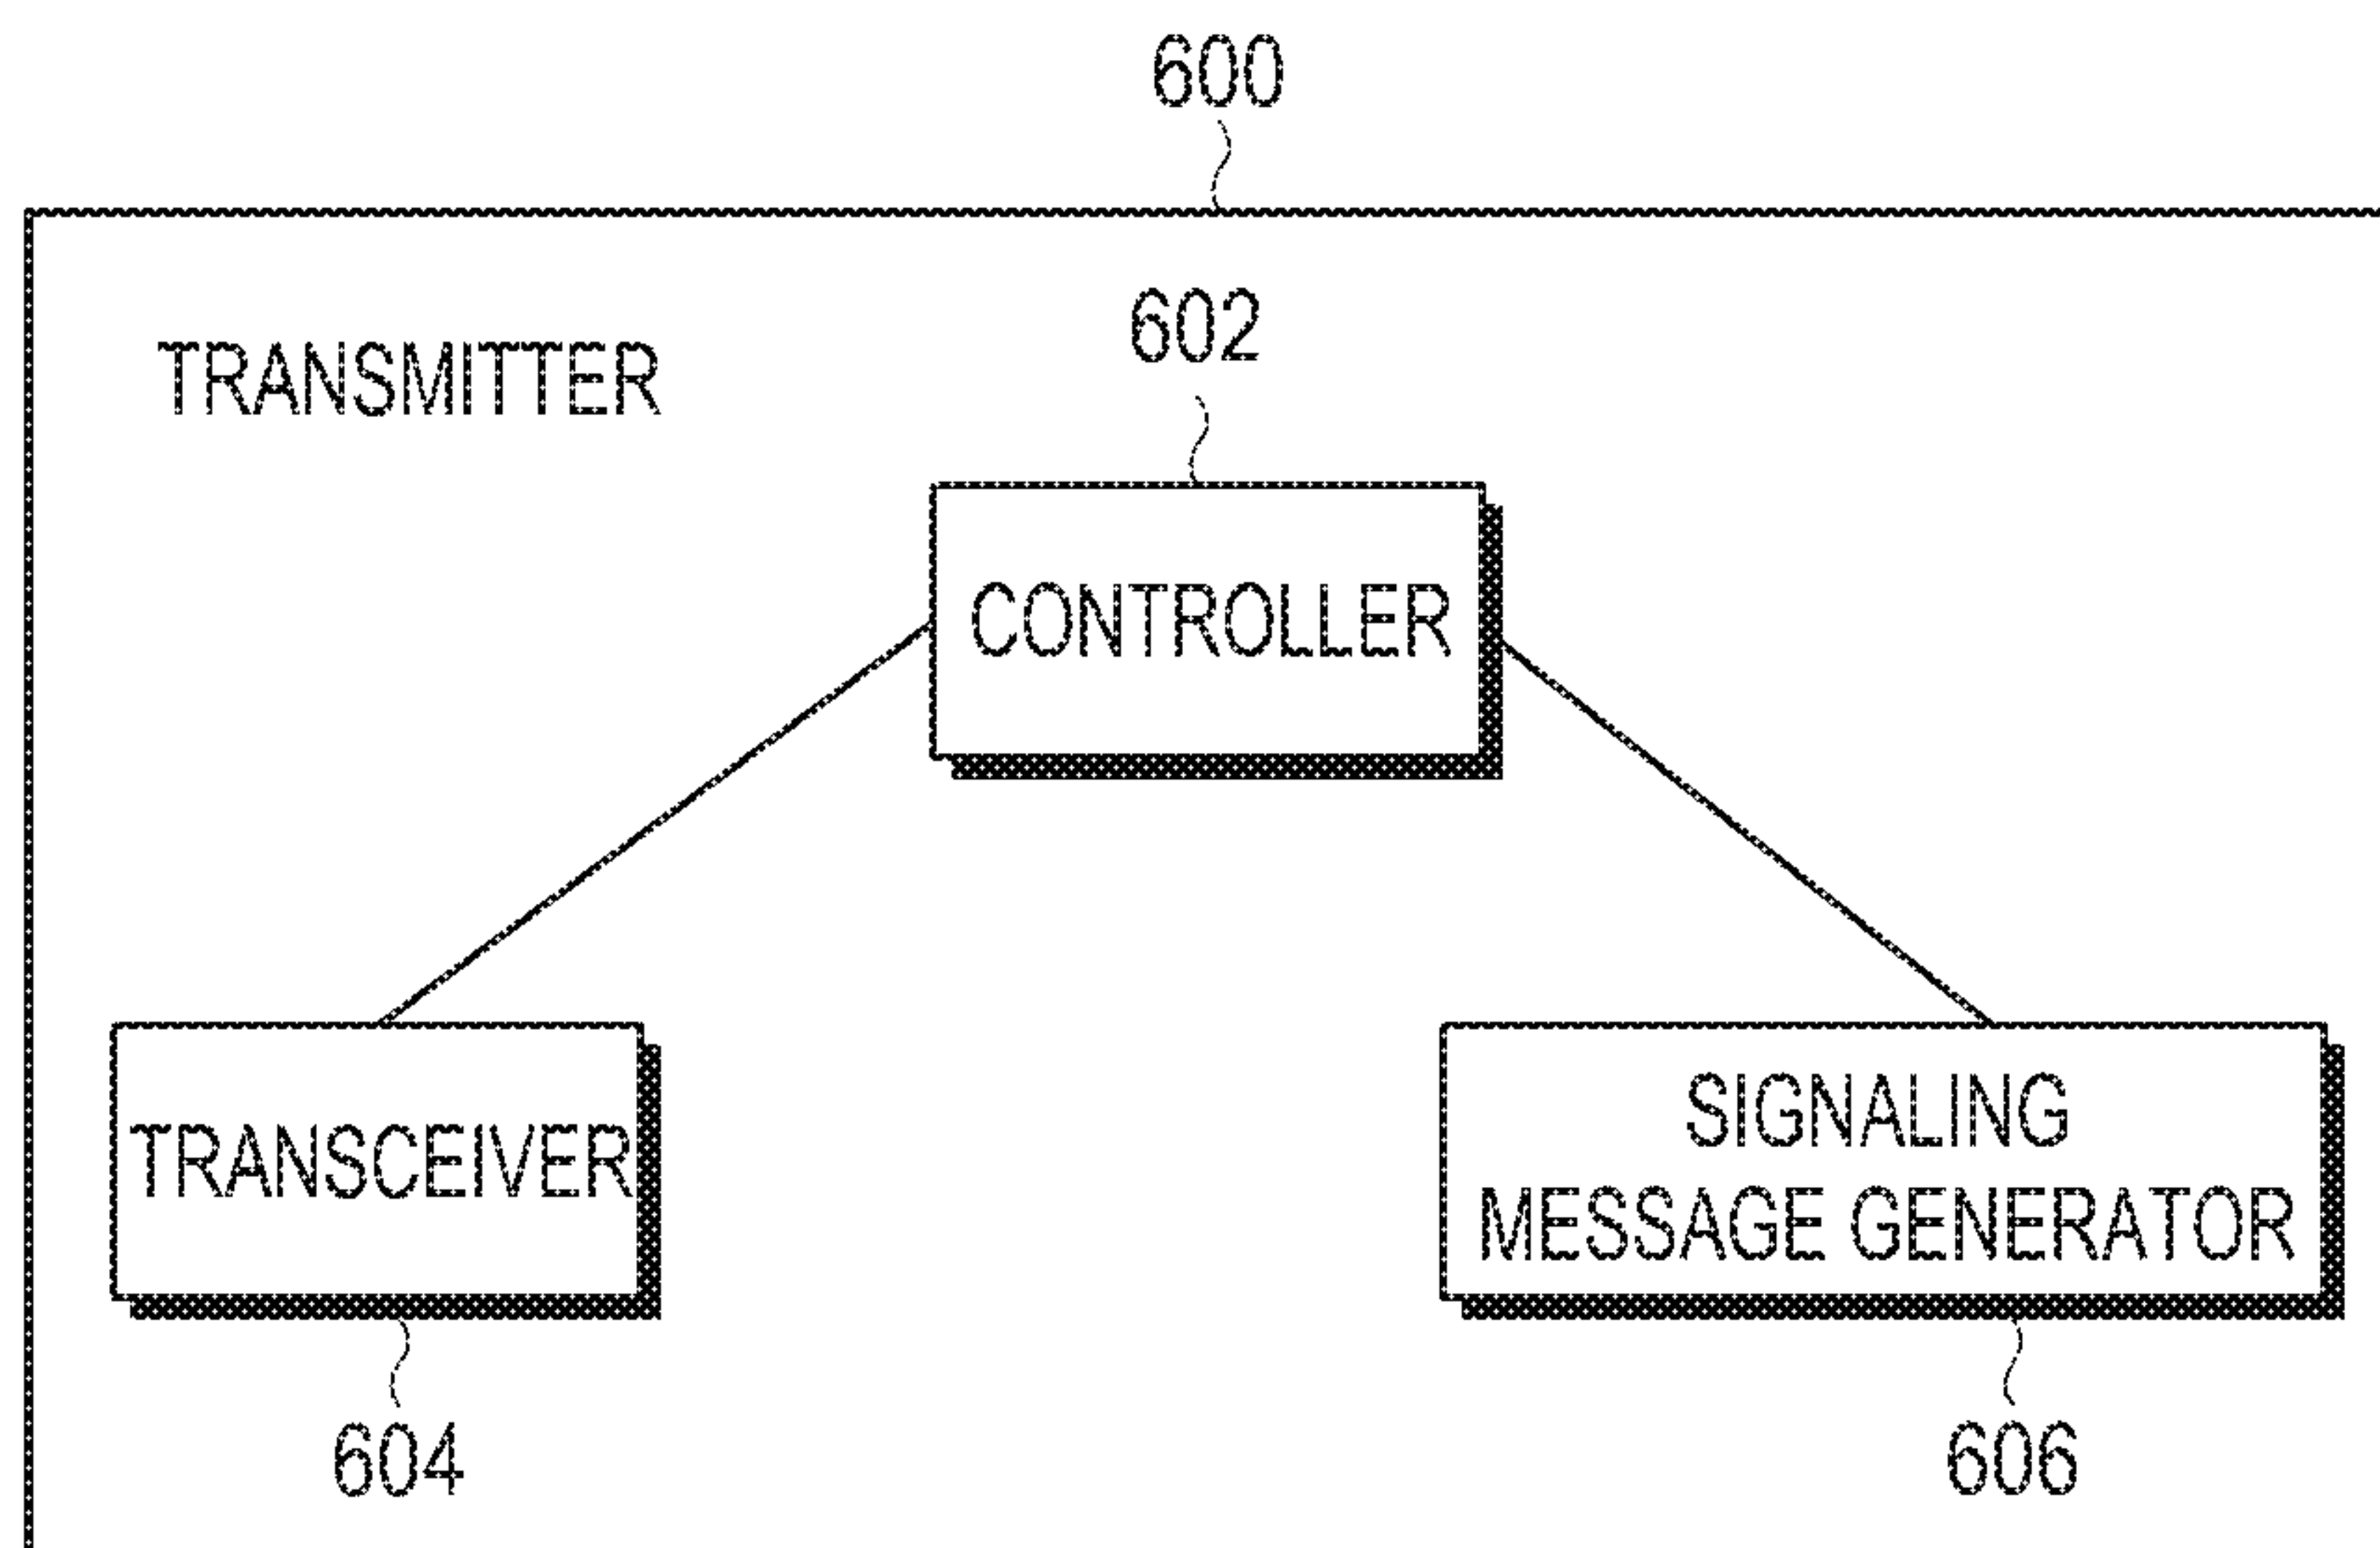 600
TRANSMITTER
602
CONTROLLER
TRANSCEIVER
SIGNALING
MESSAGE GENERATOR
604
606